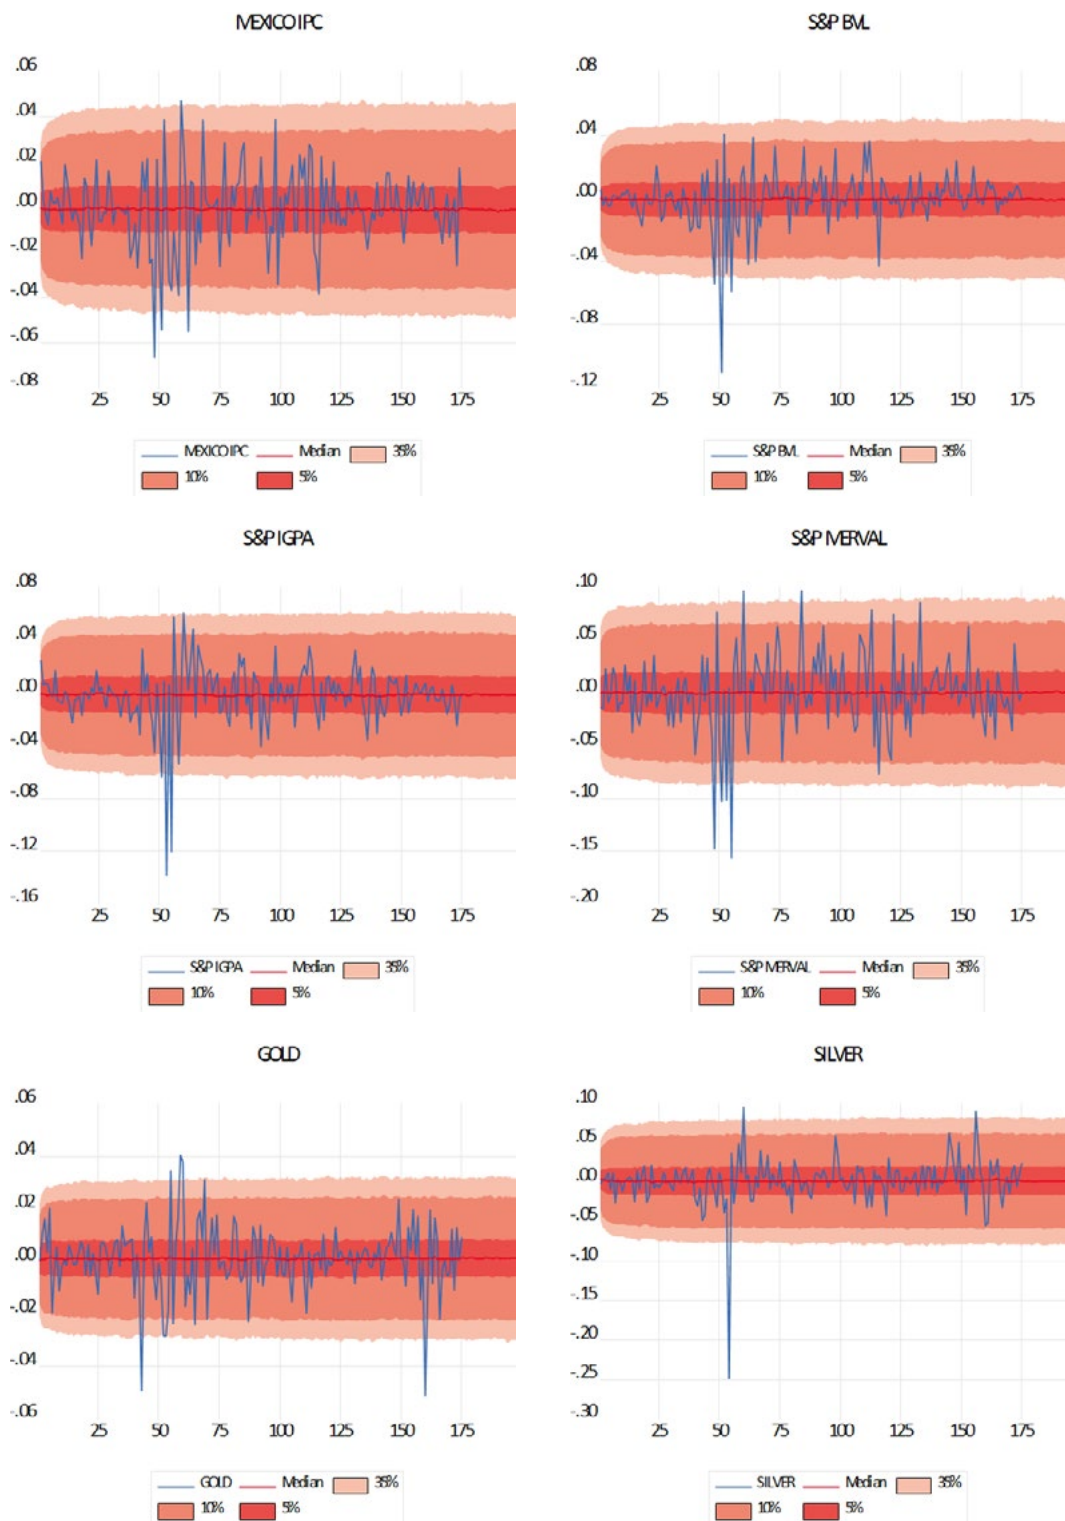 MEXICO IPC
.06
.04
.02
.00
-.02
-.04
-.06
-.08
25 50 75 100 125 150 175
MEXICO IPC Median 35%
10% 5%
S&P BVL
.08
.04
.00
-.04
-.08
-.12
25 50 75 100 125 150 175
S&P BVL Median 35%
10% 5%
S&P IGPA
.08
.04
.00
-.04
-.08
-.12
-.16
25 50 75 100 125 150 175
S&P IGPA Median 35%
10% 5%
S&P MERVAL
.10
.05
.00
-.05
-.10
-.15
-.20
25 50 75 100 125 150 175
S&P MERVAL Median 35%
10% 5%
GOLD
.06
.04
.02
.00
-.02
-.04
-.06
25 50 75 100 125 150 175
GOLD Median 35%
10% 5%
SILVER
.10
.05
.00
-.05
-.10
-.15
-.20
-.25
-.30
25 50 75 100 125 150 175
SILVER Median 35%
10% 5%